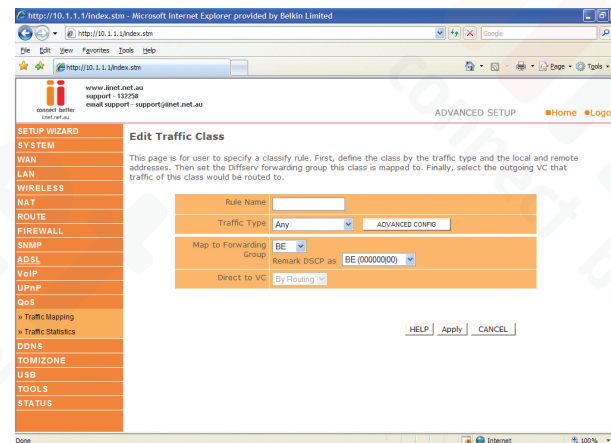 http://10.1.1.1/index.stm - Microsoft Internet Explorer provided by Belkin Limited
http://10.1.1.1/index.stm
Google
File Edit View Favorites Tools Help
http://10.1.1.1/index.stm
Page Tools
www.iinet.net.au
support - 132258
email support - support@iinet.net.au
connect better
iinet.net.au
ADVANCED SETUP
Home
Logo
SETUP WIZARD
SYSTEM
WAN
LAN
WIRELESS
NAT
ROUTE
FIREWALL
SNMP
ADSL
VoIP
UPnP
QoS
» Traffic Mapping
» Traffic Statistics
DDNS
TOMIZONE
USB
TOOLS
STATUS
Edit Traffic Class
This page is for user to specify a classify rule. First, define the class by the traffic type and the local and remote
addresses. Then set the Diffserv forwarding group this class is mapped to. Finally, select the outgoing VC that
traffic of this class would be routed to.
Rule Name
Traffic Type Any ADVANCED CONFIG
Map to Forwarding Group BE
Remark DSCP as BE (000000|00)
Direct to VC By Routing
HELP Apply CANCEL
Done
Internet
100%